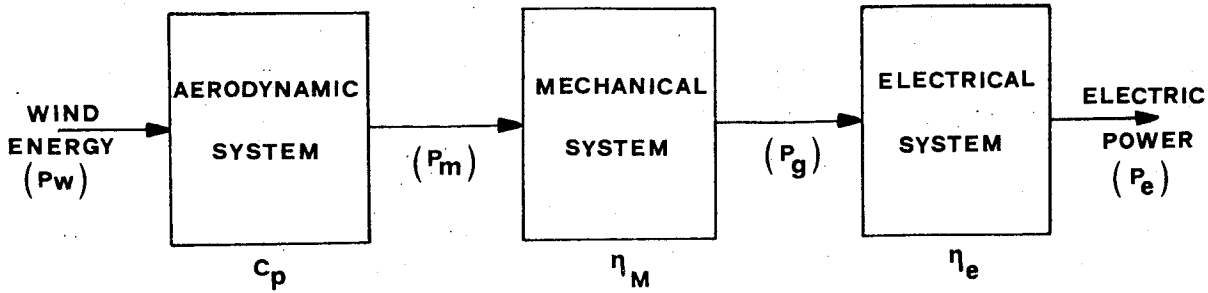 WIND
ENERGY
(Pw)
AERODYNAMIC
SYSTEM
Cp
(Pm)
MECHANICAL
SYSTEM
ηM
(Pg)
ELECTRICAL
SYSTEM
ηe
ELECTRIC
POWER
(Pe)